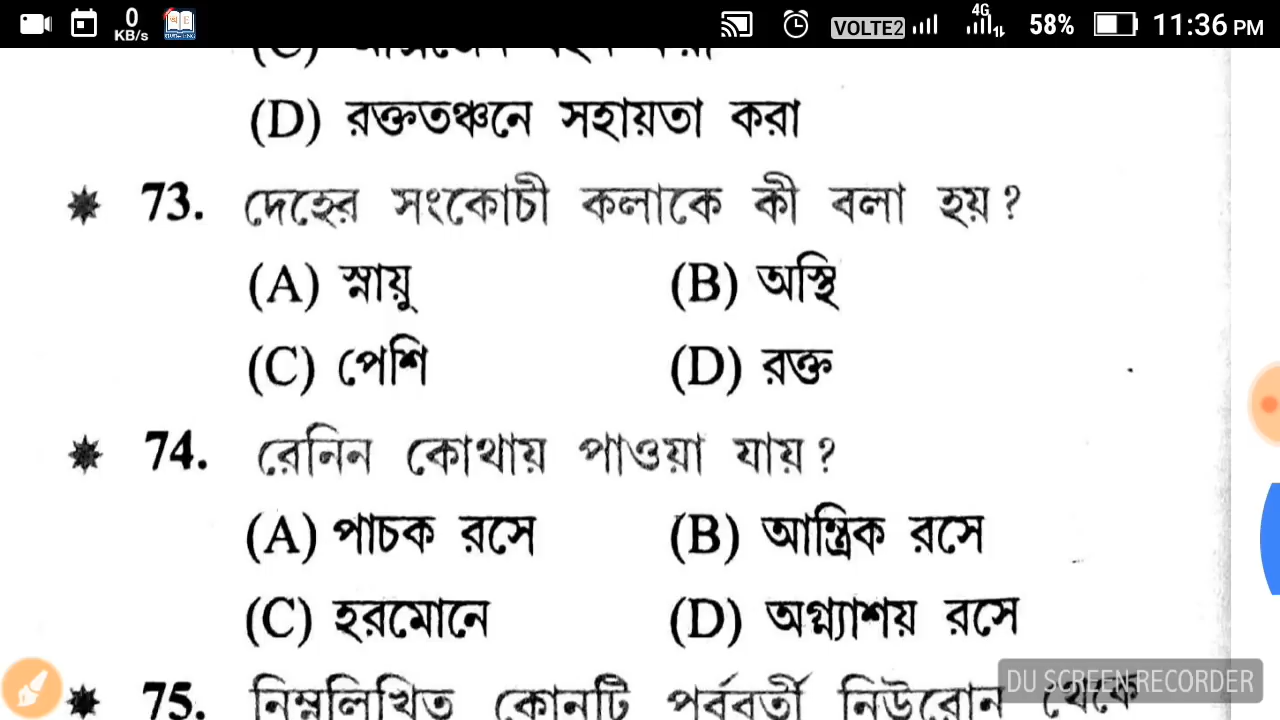 0
KB/s
VOLTE2
4G
58%
11:36 PM
(D) রক্ততঞ্চনে সহায়তা করা
73. দেহের সংকোচী কলাকে কী বলা হয়?
(A) স্নায়ু (B) অস্থি
(C) পেশি (D) রক্ত
74. রেনিন কোথায় পাওয়া যায়?
(A) পাচক রসে (B) আন্ত্রিক রসে
(C) হরমোনে (D) অগ্ন্যাশয় রসে
75. নিম্নলিখিত কোনটি পূর্ববর্তী নিউরোন থেকে
DU SCREEN RECORDER